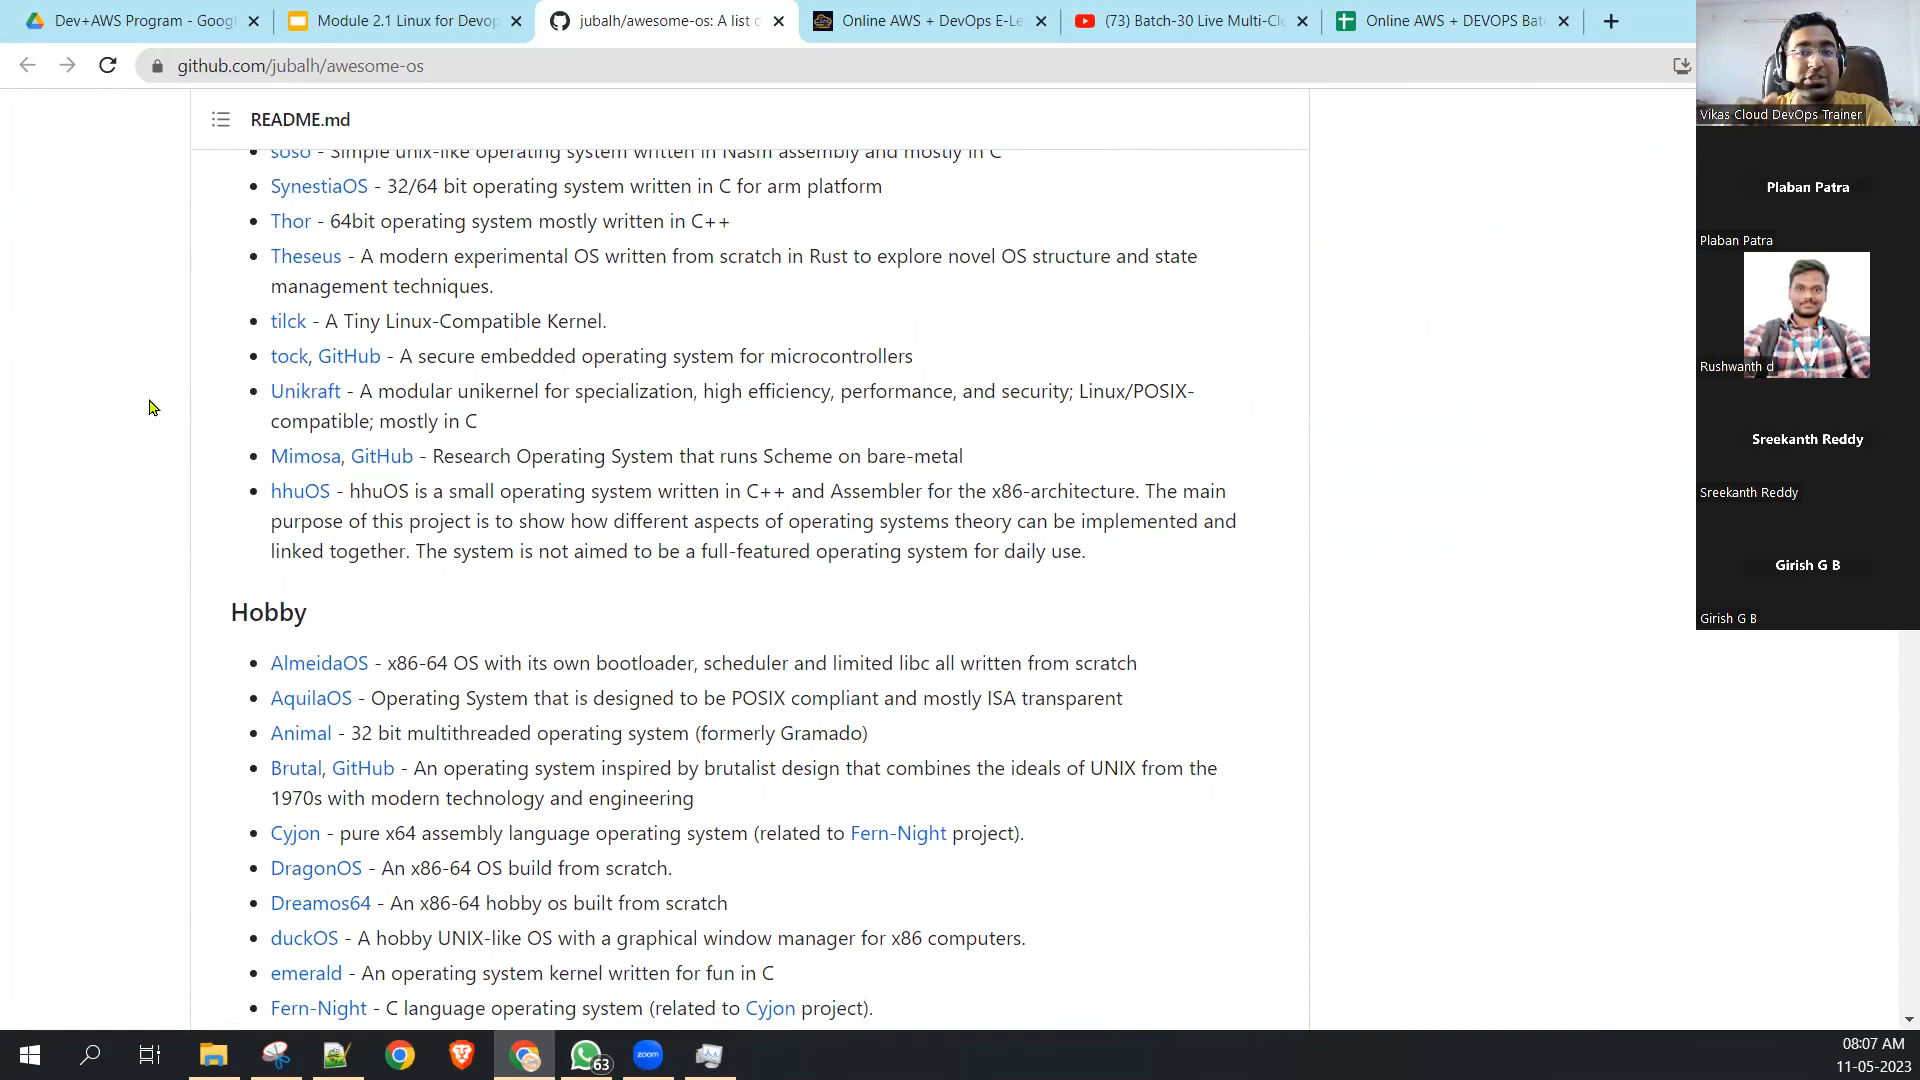 Dev+AWS Program - Googl
Module 2.1 Linux for Devop
jubalh/awesome-os: A list o
Online AWS + DevOps E-Le
(73) Batch-30 Live Multi-Cl
Online AWS + DEVOPS Bat
github.com/jubalh/awesome-os
README.md
soso - Simple unix-like operating system written in Nasm assembly and mostly in C
SynestiaOS - 32/64 bit operating system written in C for arm platform
Thor - 64bit operating system mostly written in C++
Theseus - A modern experimental OS written from scratch in Rust to explore novel OS structure and state
management techniques.
tilck - A Tiny Linux-Compatible Kernel.
tock, GitHub - A secure embedded operating system for microcontrollers
Unikraft - A modular unikernel for specialization, high efficiency, performance, and security; Linux/POSIX-
compatible; mostly in C
Mimosa, GitHub - Research Operating System that runs Scheme on bare-metal
hhuOS - hhuOS is a small operating system written in C++ and Assembler for the x86-architecture. The main
purpose of this project is to show how different aspects of operating systems theory can be implemented and
linked together. The system is not aimed to be a full-featured operating system for daily use.
Hobby
AlmeidaOS - x86-64 OS with its own bootloader, scheduler and limited libc all written from scratch
AquilaOS - Operating System that is designed to be POSIX compliant and mostly ISA transparent
Animal - 32 bit multithreaded operating system (formerly Gramado)
Brutal, GitHub - An operating system inspired by brutalist design that combines the ideals of UNIX from the
1970s with modern technology and engineering
Cyjon - pure x64 assembly language operating system (related to Fern-Night project).
DragonOS - An x86-64 OS build from scratch.
Dreamos64 - An x86-64 hobby os built from scratch
duckOS - A hobby UNIX-like OS with a graphical window manager for x86 computers.
emerald - An operating system kernel written for fun in C
Fern-Night - C language operating system (related to Cyjon project).
Vikas Cloud DevOps Trainer
Plaban Patra
Plaban Patra
Rushwanth d
Sreekanth Reddy
Sreekanth Reddy
Girish G B
Girish G B
63
zoom
08:07 AM
11-05-2023